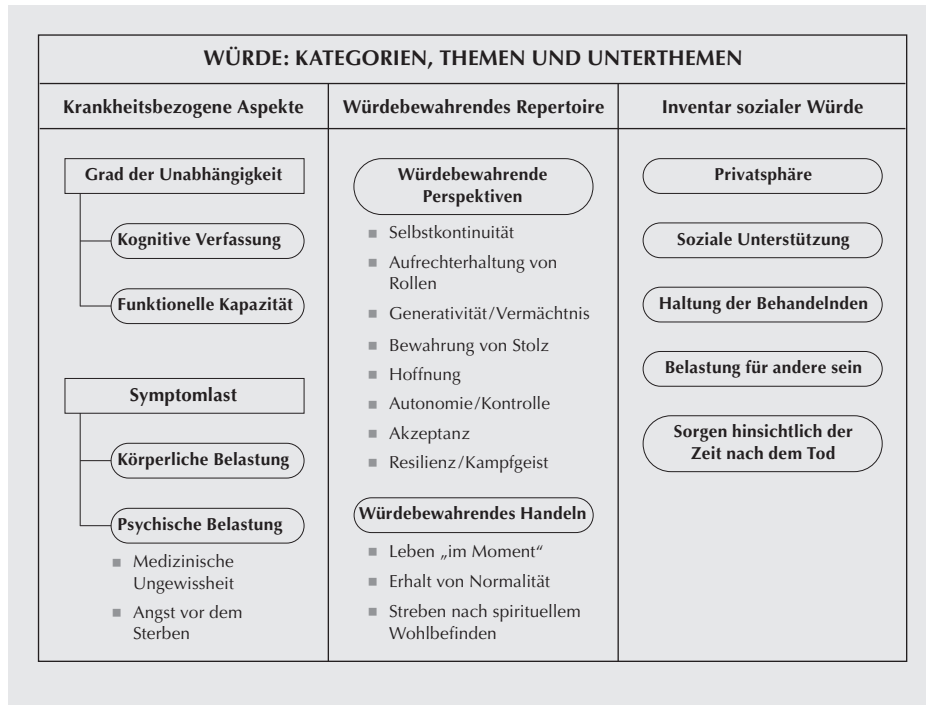 WÜRDE: KATEGORIEN, THEMEN UND UNTERTHEMEN
Krankheitsbezogene Aspekte
Grad der Unabhängigkeit
Kognitive Verfassung
Funktionelle Kapazität
Symptomlast
Körperliche Belastung
Psychische Belastung
■ Medizinische
Ungewissheit
■ Angst vor dem
Sterben
Würdebewahrendes Repertoire
Würdebewahrende
Perspektiven
■ Selbstkontinuität
■ Aufrechterhaltung von
Rollen
■ Generativität/Vermächtnis
■ Bewahrung von Stolz
■ Hoffnung
■ Autonomie/Kontrolle
■ Akzeptanz
■ Resilienz/Kampfgeist
Würdebewahrendes Handeln
■ Leben „im Moment“
■ Erhalt von Normalität
■ Streben nach spirituellem
Wohlbefinden
Inventar sozialer Würde
Privatsphäre
Soziale Unterstützung
Haltung der Behandelnden
Belastung für andere sein
Sorgen hinsichtlich der
Zeit nach dem Tod